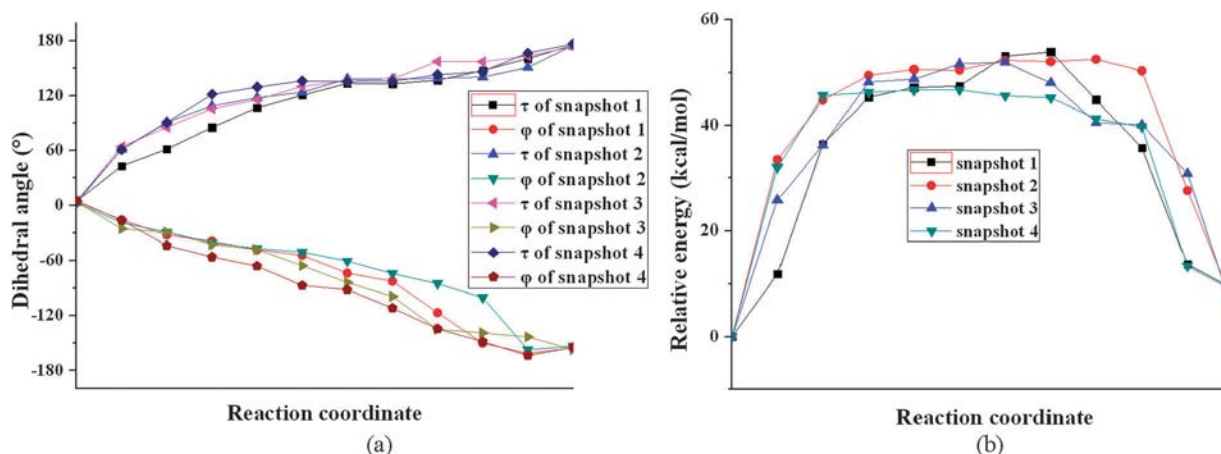 180
120
60
0
-60
-120
-180
Dihedral angle (°)
τ of snapshot 1
φ of snapshot 1
τ of snapshot 2
φ of snapshot 2
τ of snapshot 3
φ of snapshot 3
τ of snapshot 4
φ of snapshot 4
Reaction coordinate
(a)
60
40
20
0
Relative energy (kcal/mol)
snapshot 1
snapshot 2
snapshot 3
snapshot 4
Reaction coordinate
(b)